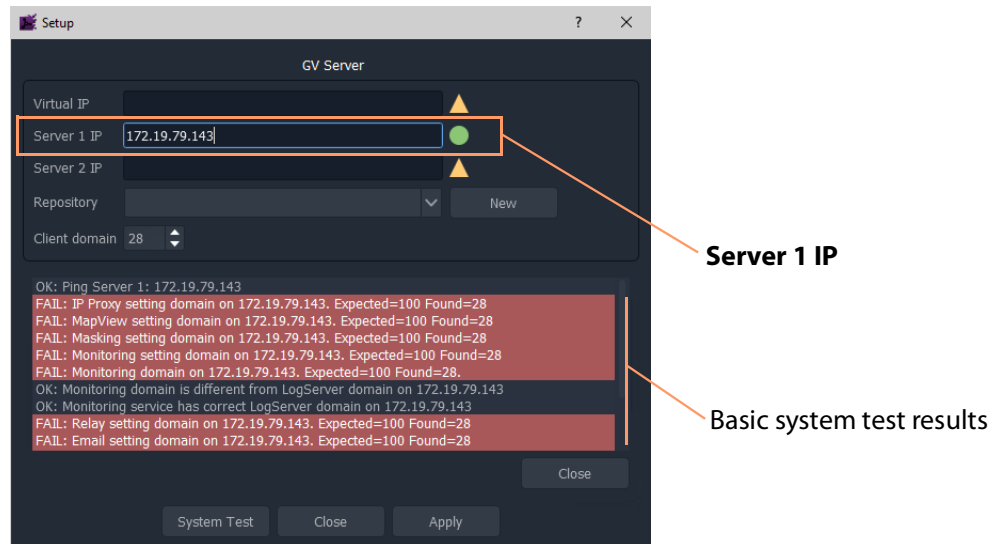 Setup
?
GV Server
Virtual IP
Server 1 IP 172.19.79.143
Server 2 IP
Repository New
Client domain 28
Server 1 IP
OK: Ping Server 1: 172.19.79.143
FAIL: IP Proxy setting domain on 172.19.79.143. Expected=100 Found=28
FAIL: MapView setting domain on 172.19.79.143. Expected=100 Found=28
FAIL: Masking setting domain on 172.19.79.143. Expected=100 Found=28
FAIL: Monitoring setting domain on 172.19.79.143. Expected=100 Found=28
FAIL: Monitoring domain on 172.19.79.143. Expected=100 Found=28.
OK: Monitoring domain is different from LogServer domain on 172.19.79.143
OK: Monitoring service has correct LogServer domain on 172.19.79.143
FAIL: Relay setting domain on 172.19.79.143. Expected=100 Found=28
FAIL: Email setting domain on 172.19.79.143. Expected=100 Found=28
Basic system test results
Close
System Test Close Apply